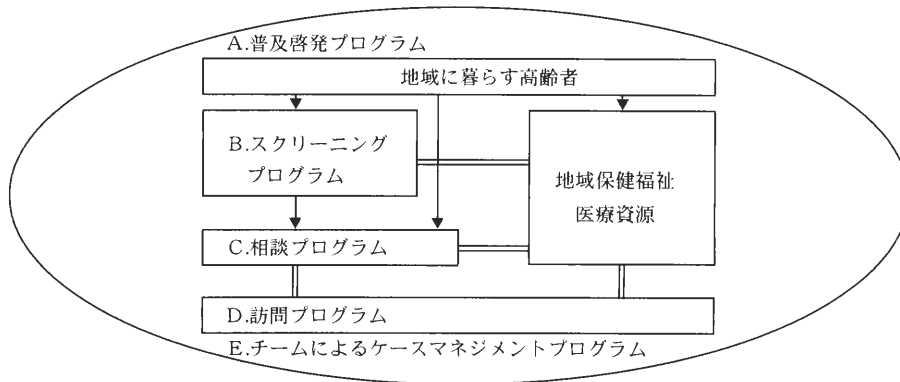 A.普及啓発プログラム
地域に暮らす高齢者
B.スクリーニング
プログラム
地域保健福祉
医療資源
C.相談プログラム
D.訪問プログラム
E.チームによるケースマネジメントプログラム